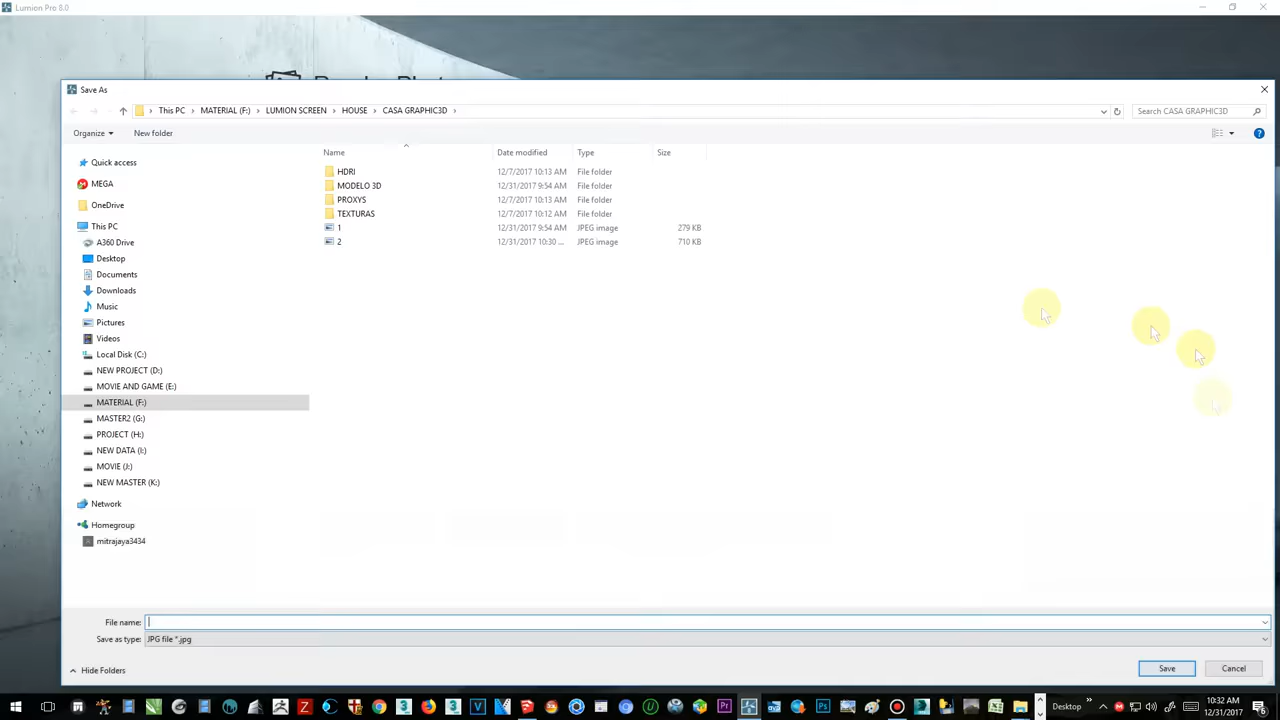 Lumion Pro 8.0
Save As
This PC > MATERIAL (F:) > LUMION SCREEN > HOUSE > CASA GRAPHIC3D >
Search CASA GRAPHIC3D
Organize
New folder
Name Date modified Type Size
Quick access
MEGA
OneDrive
This PC
A360 Drive
Desktop
Documents
Downloads
Music
Pictures
Videos
Local Disk (C:)
NEW PROJECT (D:)
MOVIE AND GAME (E:)
MATERIAL (F:)
MASTER2 (G:)
PROJECT (H:)
NEW DATA (I:)
MOVIE (J:)
NEW MASTER (K:)
Network
Homegroup
mitrajaya3434
HDRI 12/7/2017 10:13 AM File folder
MODELO 3D 12/31/2017 9:54 AM File folder
PROXYS 12/7/2017 10:13 AM File folder
TEXTURAS 12/7/2017 10:12 AM File folder
1 12/31/2017 9:54 AM JPEG image 279 KB
2 12/31/2017 10:30 ... JPEG image 710 KB
File name:
Save as type: JPG file *.jpg
Hide Folders
Save
Cancel
Desktop
10:32 AM
12/31/2017